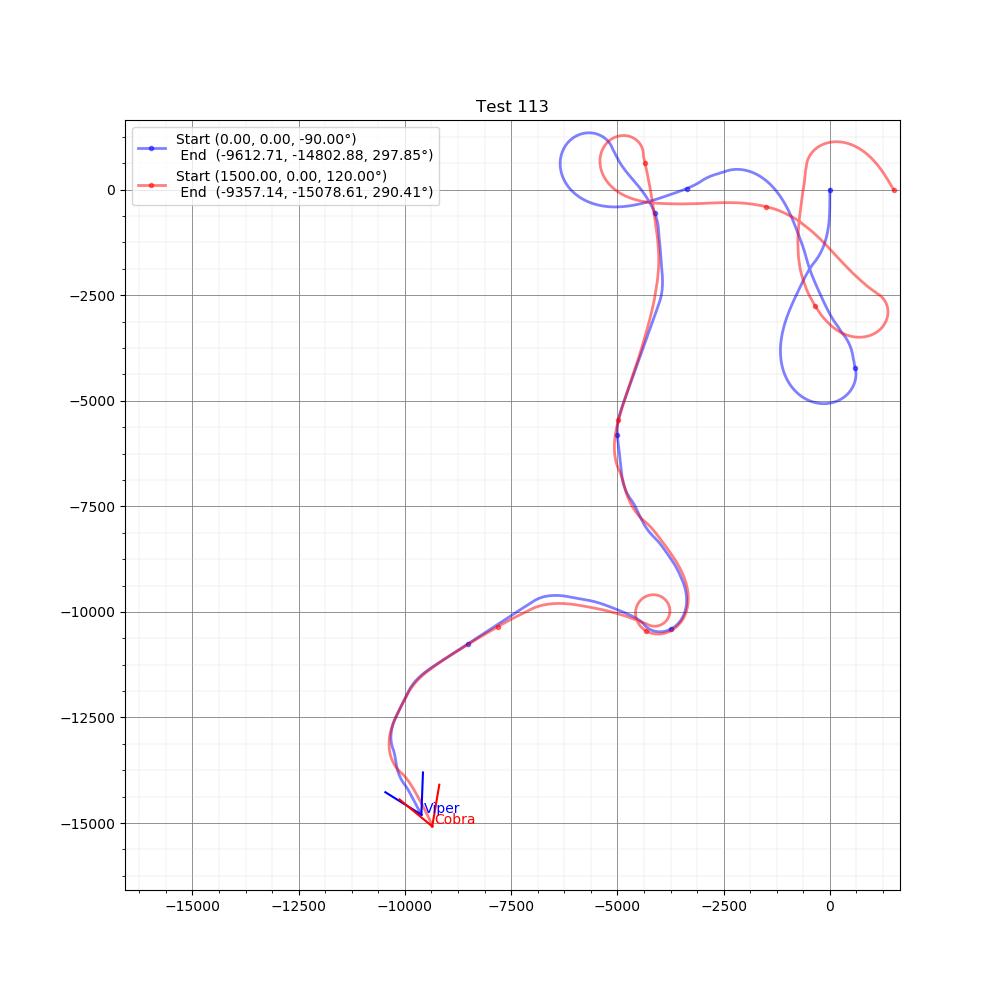 Test 113
Start (0.00, 0.00, -90.00°)
End  (-9612.71, -14802.88, 297.85°)
Start (1500.00, 0.00, 120.00°)
End  (-9357.14, -15078.61, 290.41°)
0
−2500
−5000
−7500
−10000
−12500
−15000
Viper
Cobra
−15000
−12500
−10000
−7500
−5000
−2500
0